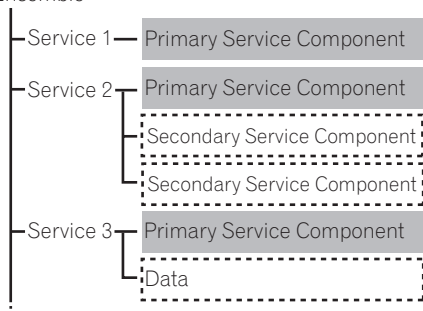 Service 1 Primary Service Component
Service 2 Primary Service Component
Secondary Service Component
Secondary Service Component
Service 3 Primary Service Component
Data